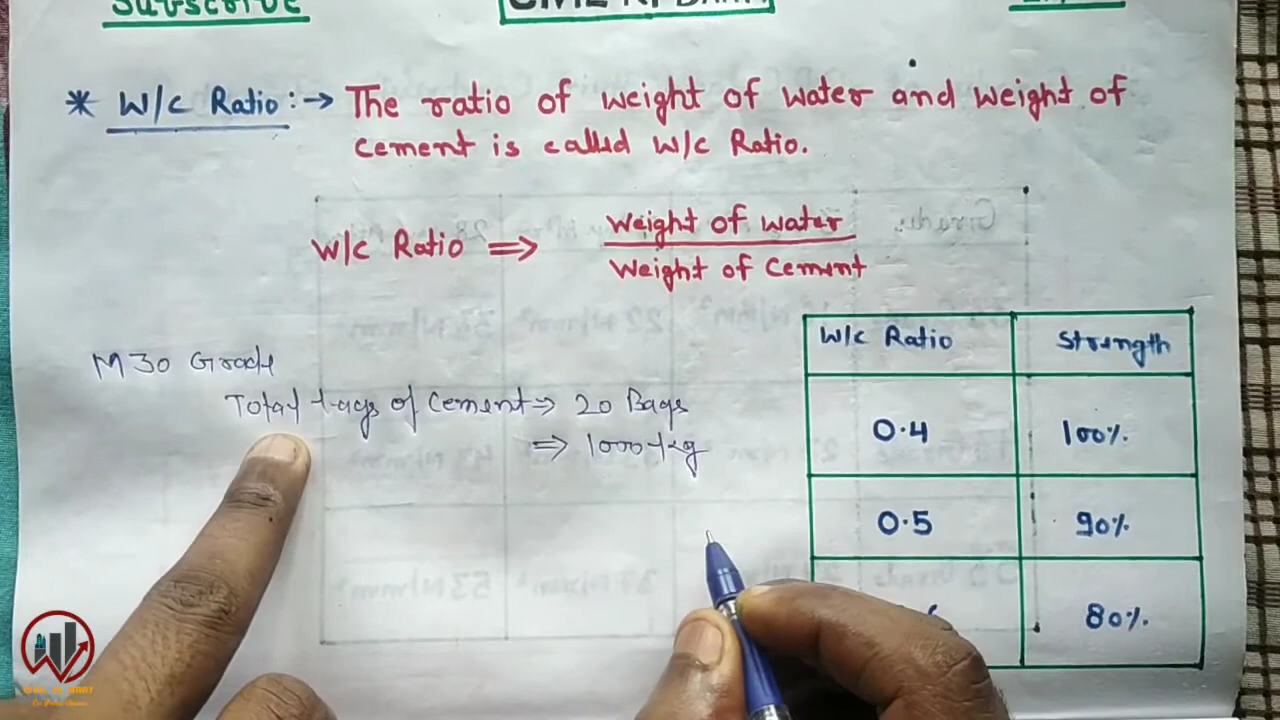 Subscribe
* W/c Ratio :→ The ratio of weight of water and weight of
cement is called W/c Ratio.
W/c Ratio ⇒ Weight of water
Weight of Cement
M30 Grade
Total bags of Cement ⇒ 20 Bags
⇒ 1000 kg
W/c Ratio Strength
0.4 100%
0.5 90%
80%